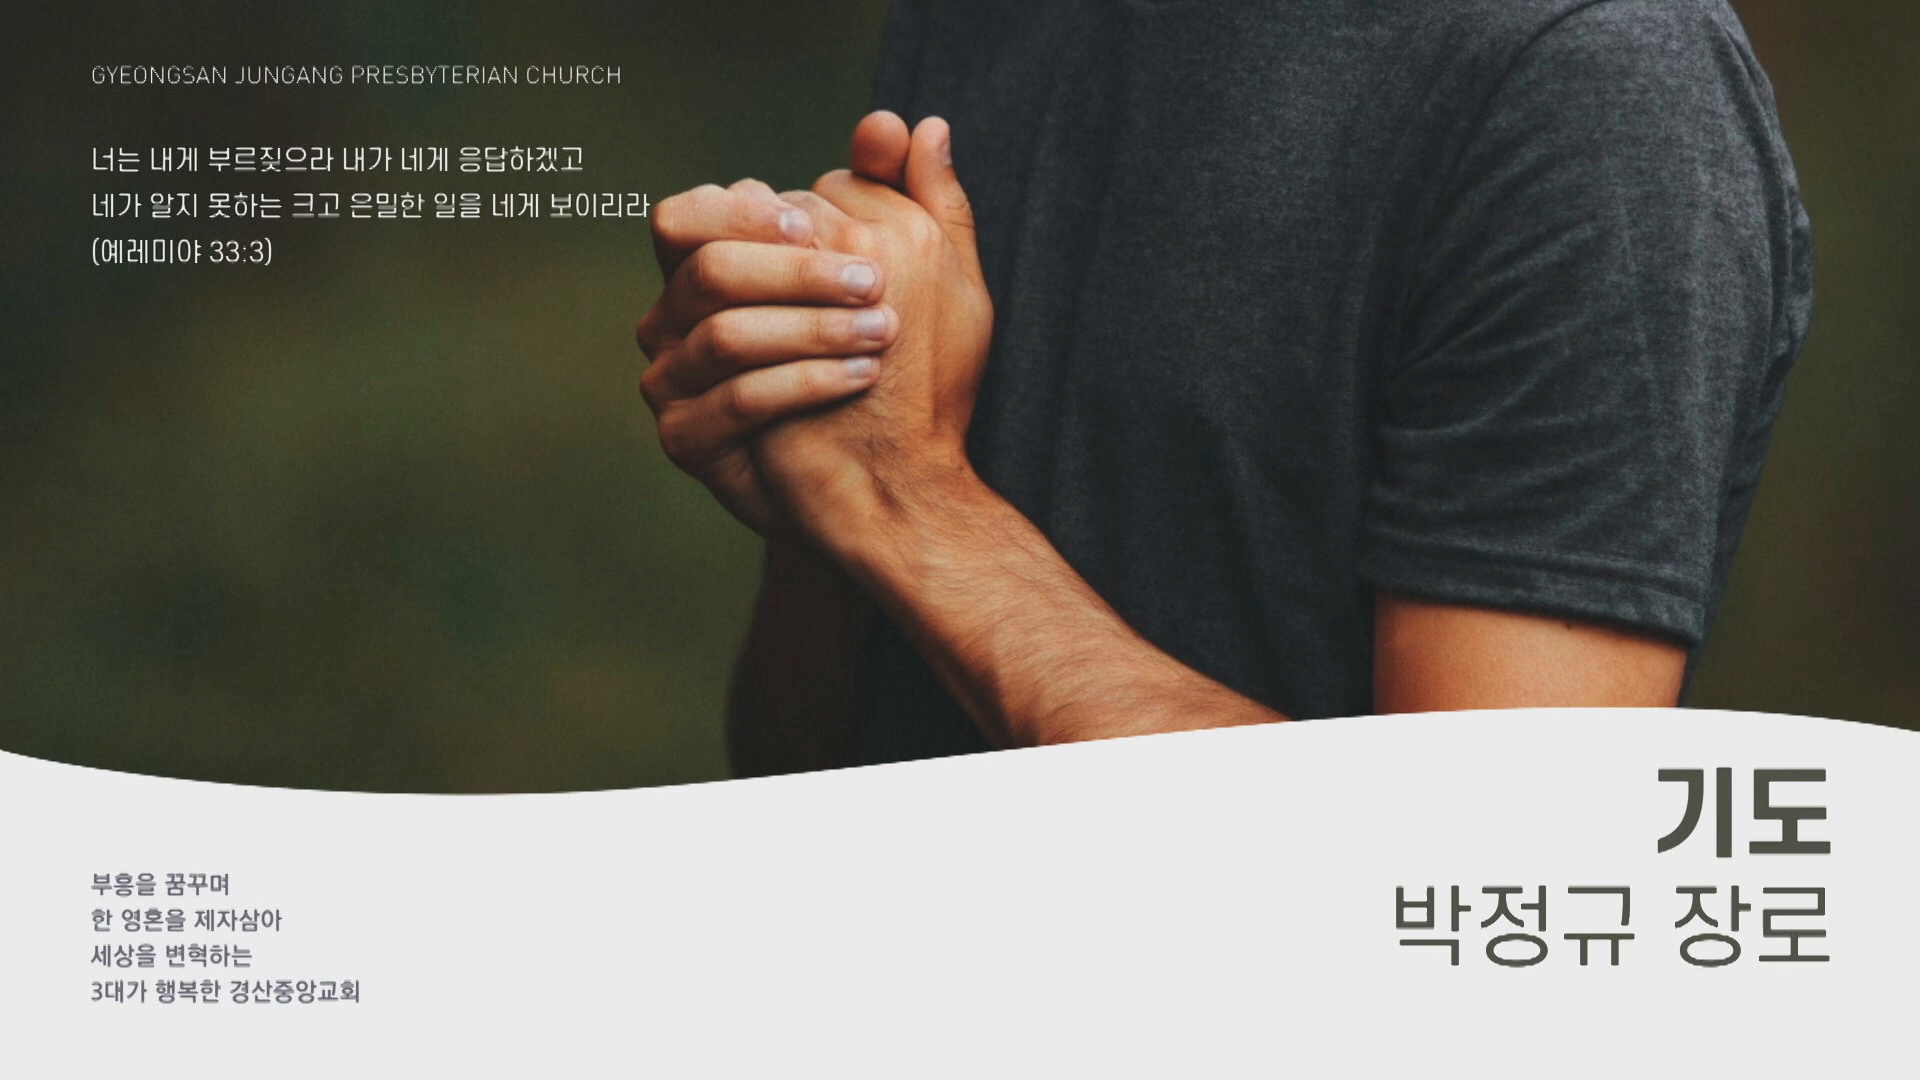 GYEONGSAN JUNGANG PRESBYTERIAN CHURCH
너는 내게 부르짖으라 내가 네게 응답하겠고
네가 알지 못하는 크고 은밀한 일을 네게 보이리라
(예레미야 33:3)
기도
박정규 장로
부흥을 꿈꾸며
한 영혼을 제자삼아
세상을 변혁하는
3대가 행복한 경산중앙교회